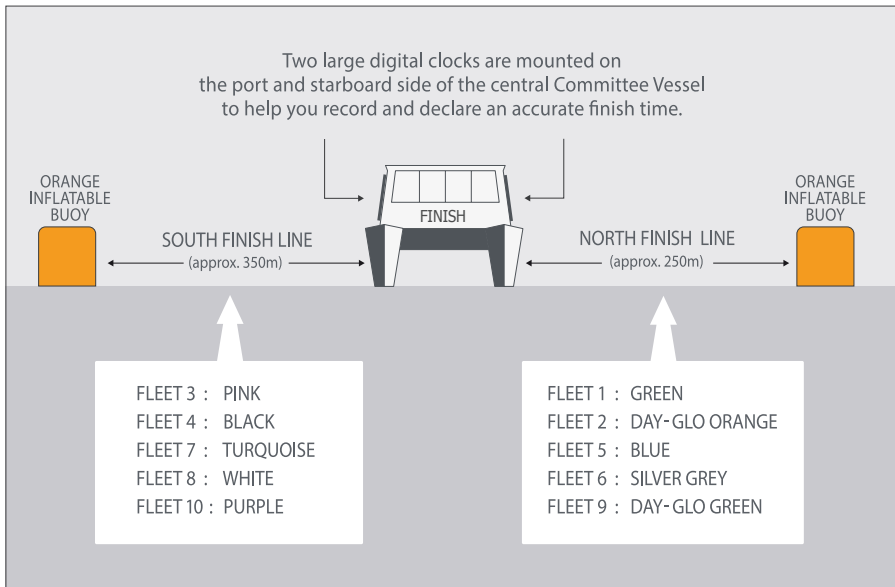 Two large digital clocks are mounted on
the port and starboard side of the central Committee Vessel
to help you record and declare an accurate finish time.
ORANGE
INFLATABLE
BUOY
SOUTH FINISH LINE
(approx. 350m)
FINISH
NORTH FINISH LINE
(approx. 250m)
ORANGE
INFLATABLE
BUOY
FLEET 3 : PINK
FLEET 4 : BLACK
FLEET 7 : TURQUOISE
FLEET 8 : WHITE
FLEET 10 : PURPLE
FLEET 1 : GREEN
FLEET 2 : DAY-GLO ORANGE
FLEET 5 : BLUE
FLEET 6 : SILVER GREY
FLEET 9 : DAY-GLO GREEN